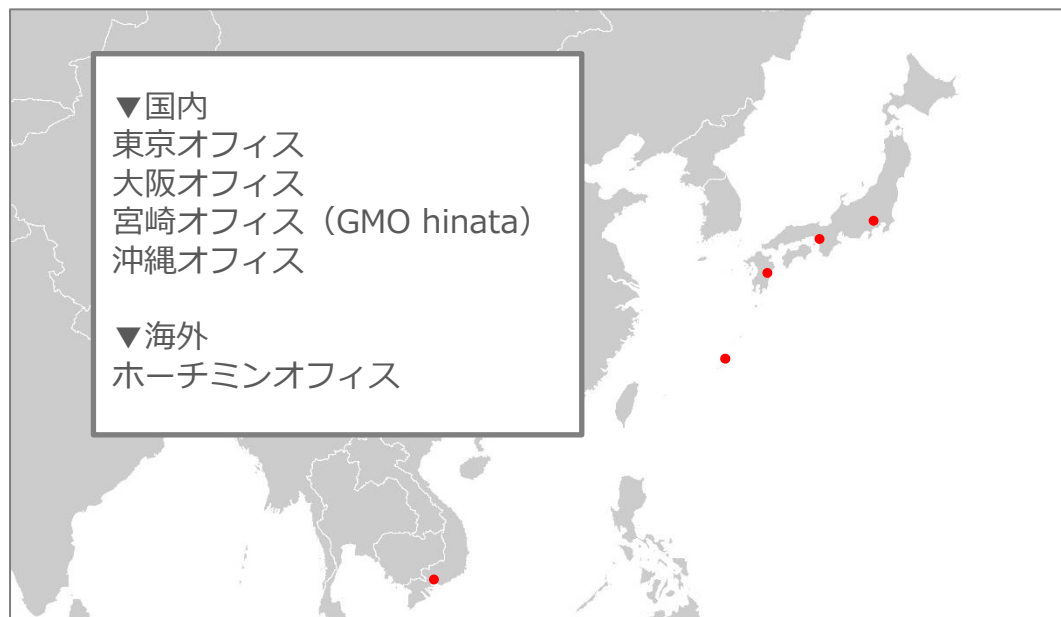 ▼国内
東京オフィス
大阪オフィス
宮崎オフィス（GMO hinata）
沖縄オフィス
▼海外
ホーチミンオフィス